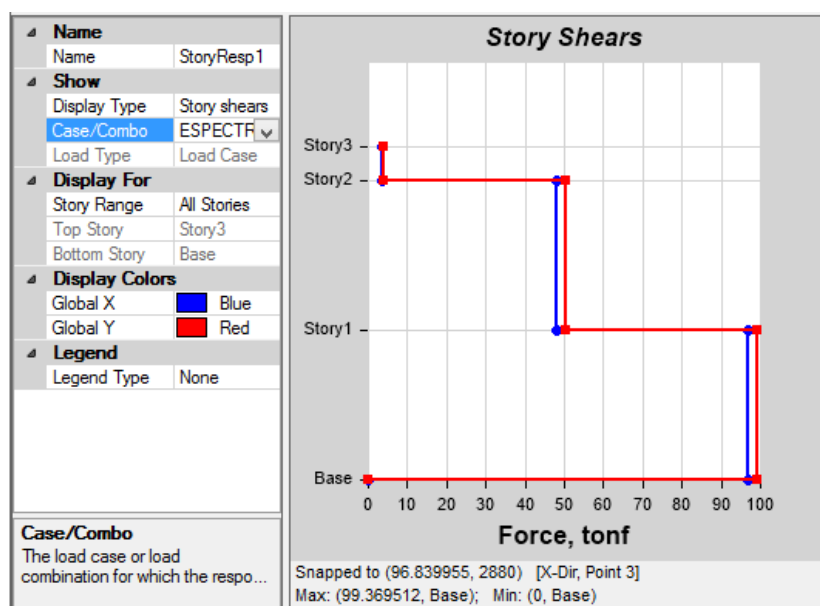 Name
Name StoryResp1
Show
Display Type Story shears
Case/Combo ESPECTR
Load Type Load Case
Display For
Story Range All Stories
Top Story Story3
Bottom Story Base
Display Colors
Global X Blue
Global Y Red
Legend
Legend Type None
Case/Combo
The load case or load
combination for which the respo...
Story Shears
Story3
Story2
Story1
Base
0 10 20 30 40 50 60 70 80 90 100
Force, tonf
Snapped to (96.839955, 2880) [X-Dir, Point 3]
Max: (99.369512, Base); Min: (0, Base)